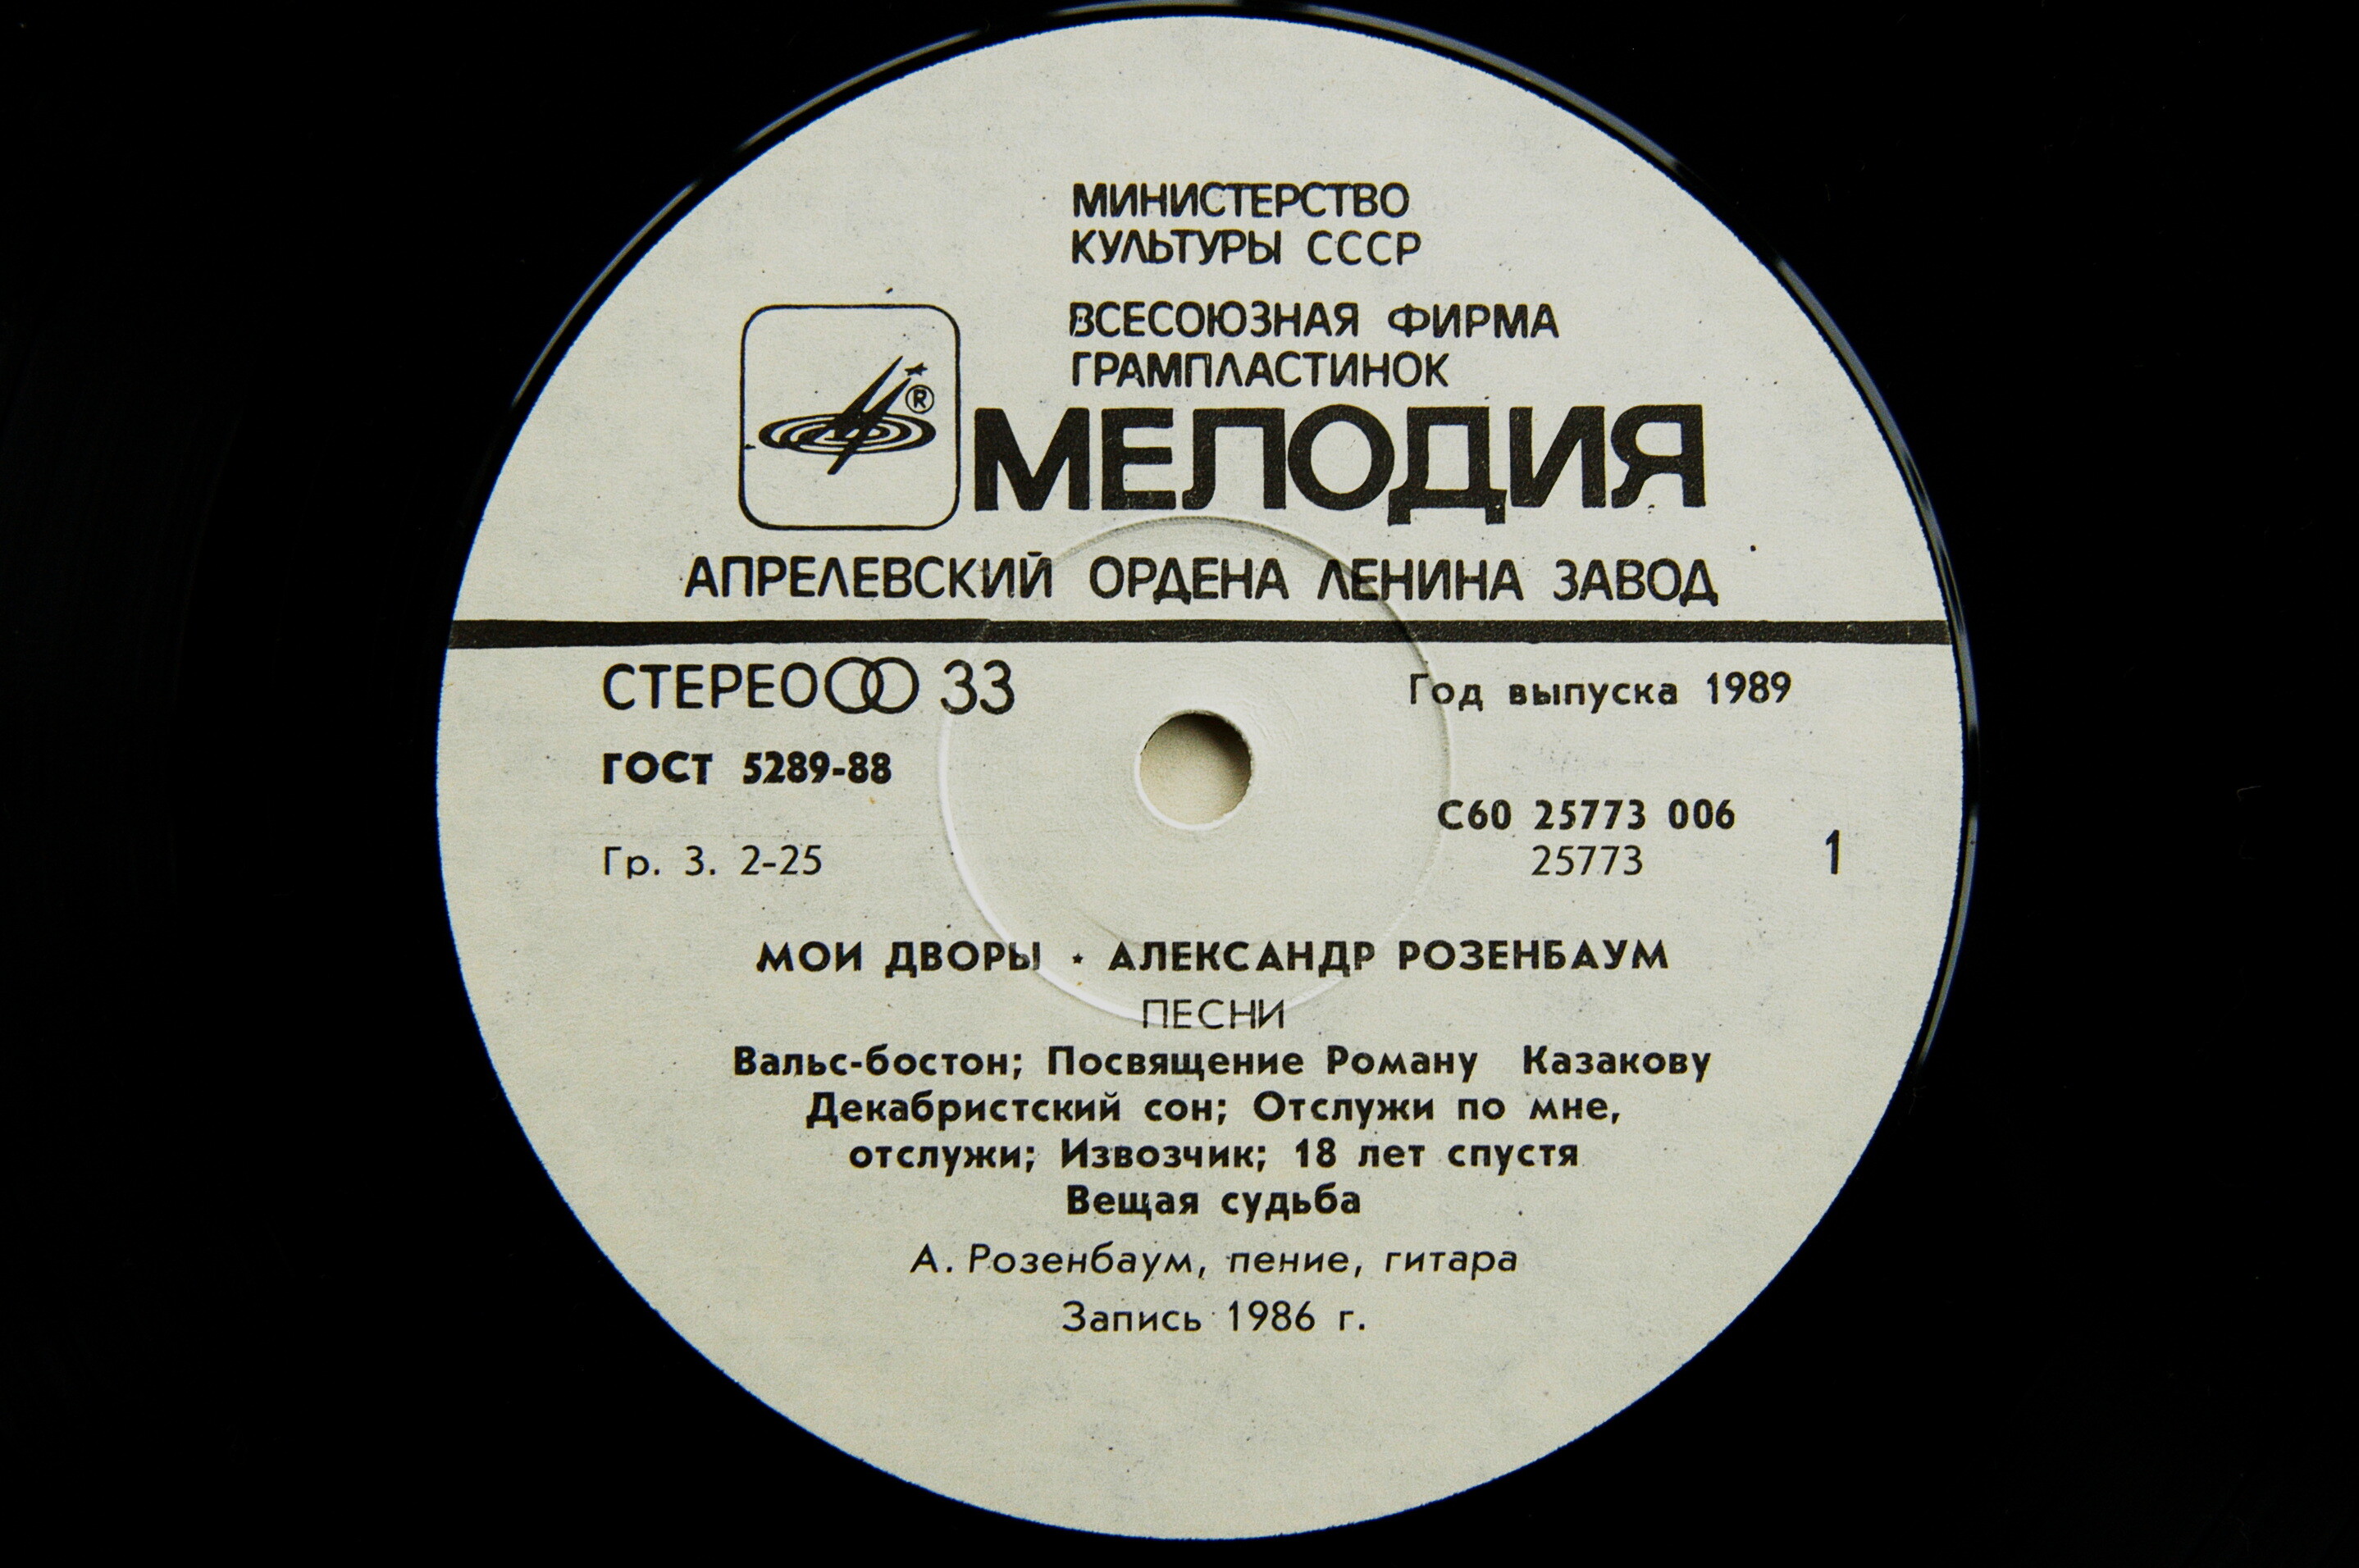 МИНИСТЕРСТВО
КУЛЬТУРЫ СССР
ВСЕСОЮЗНАЯ ФИРМА
ГРАМПЛАСТИНОК
®
МЕЛОДИЯ
АПРЕЛЕВСКИЙ ОРДЕНА ЛЕНИНА ЗАВОД
СТЕРЕО 33
Год выпуска 1989
ГОСТ 5289-88
С60 25773 006
Гр. 3. 2-25
25773
1
МОИ ДВОРЫ ⋆ АЛЕКСАНДР РОЗЕНБАУМ
ПЕСНИ
Вальс-бостон; Посвящение Роману Казакову
Декабристский сон; Отслужи по мне,
отслужи; Извозчик; 18 лет спустя
Вещая судьба
А. Розенбаум, пение, гитара
Запись 1986 г.